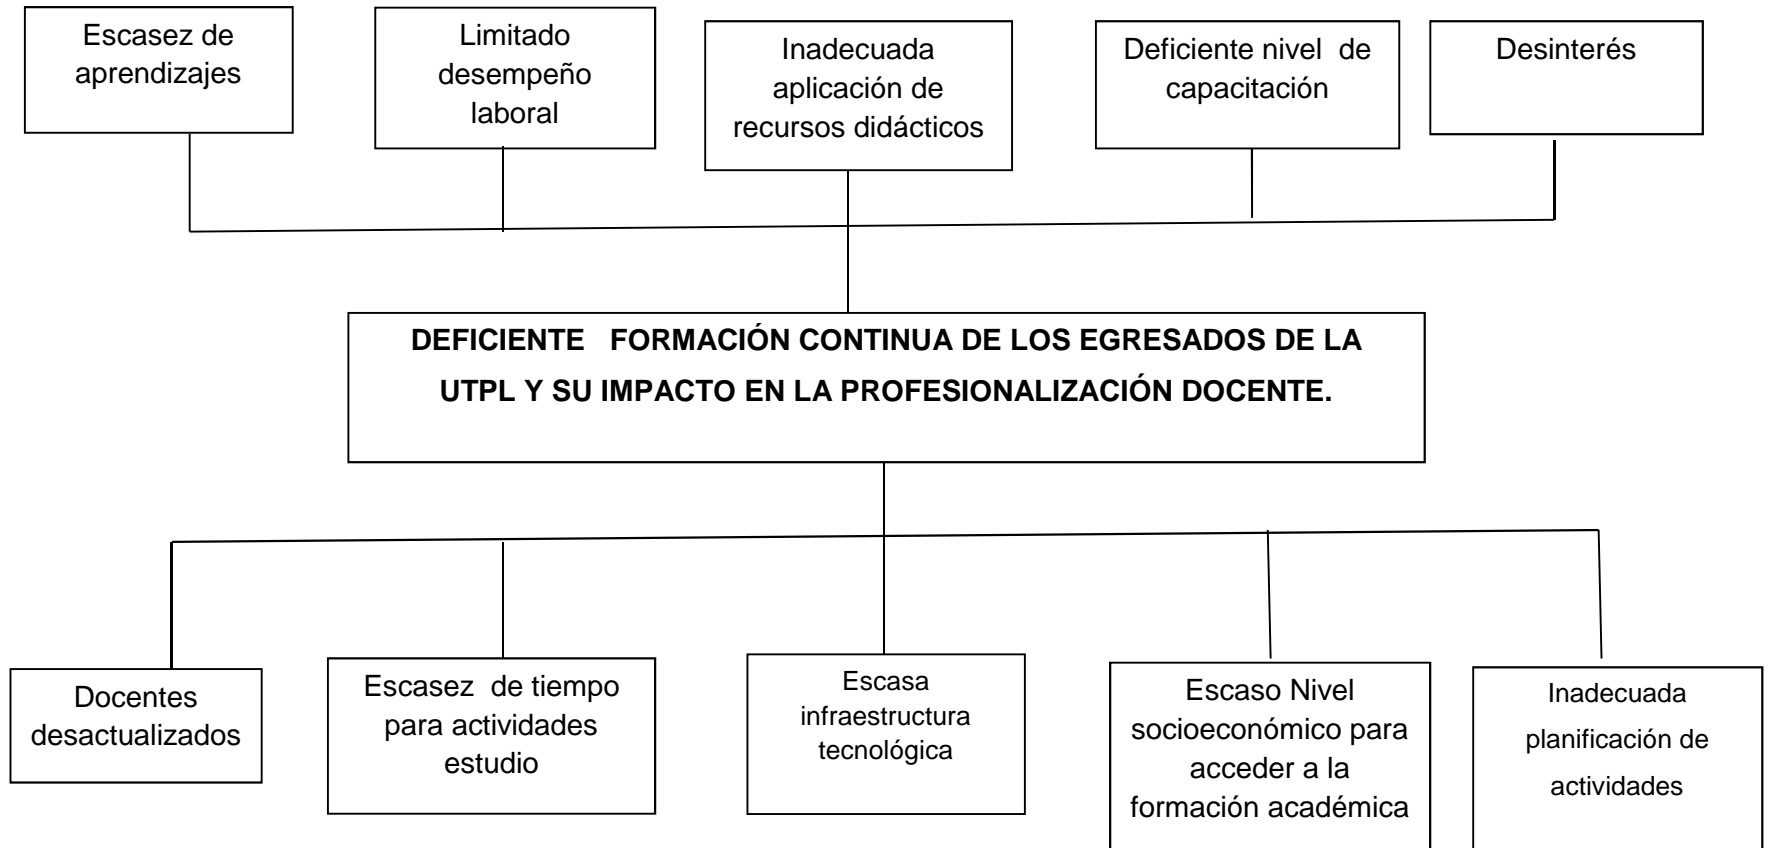 Escasez de
aprendizajes
Limitado
desempeño
laboral
Inadecuada
aplicación de
recursos didácticos
Deficiente nivel  de
capacitación
Desinterés
DEFICIENTE   FORMACIÓN CONTINUA DE LOS EGRESADOS DE LA
UTPL Y SU IMPACTO EN LA PROFESIONALIZACIÓN DOCENTE.
Docentes
desactualizados
Escasez  de tiempo
para actividades
estudio
Escasa
infraestructura
tecnológica
Escaso Nivel
socioeconómico para
acceder a la
formación académica
Inadecuada
planificación de
actividades